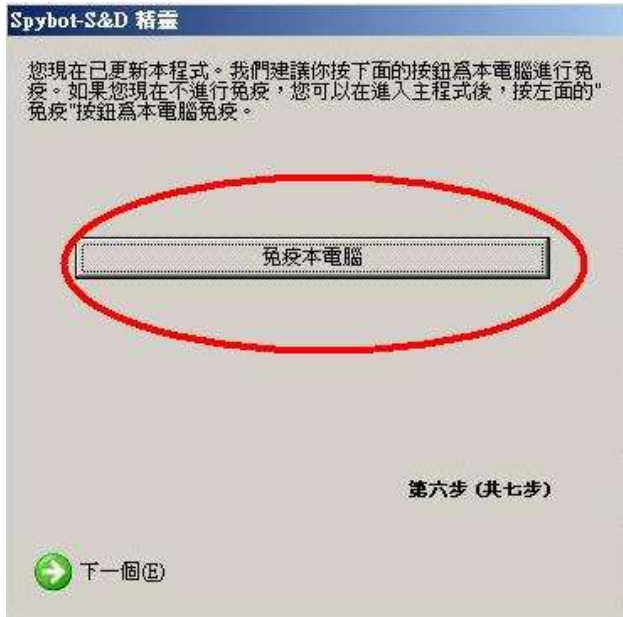 Spybot-S&D 精靈
您現在已更新本程式。我們建議你按下面的按鈕爲本電腦進行免
疫。如果您現在不進行免疫，您可以在進入主程式後，按左面的"
免疫"按鈕爲本電腦免疫。
免疫本電腦
第六步 (共七步)
下一個(E)